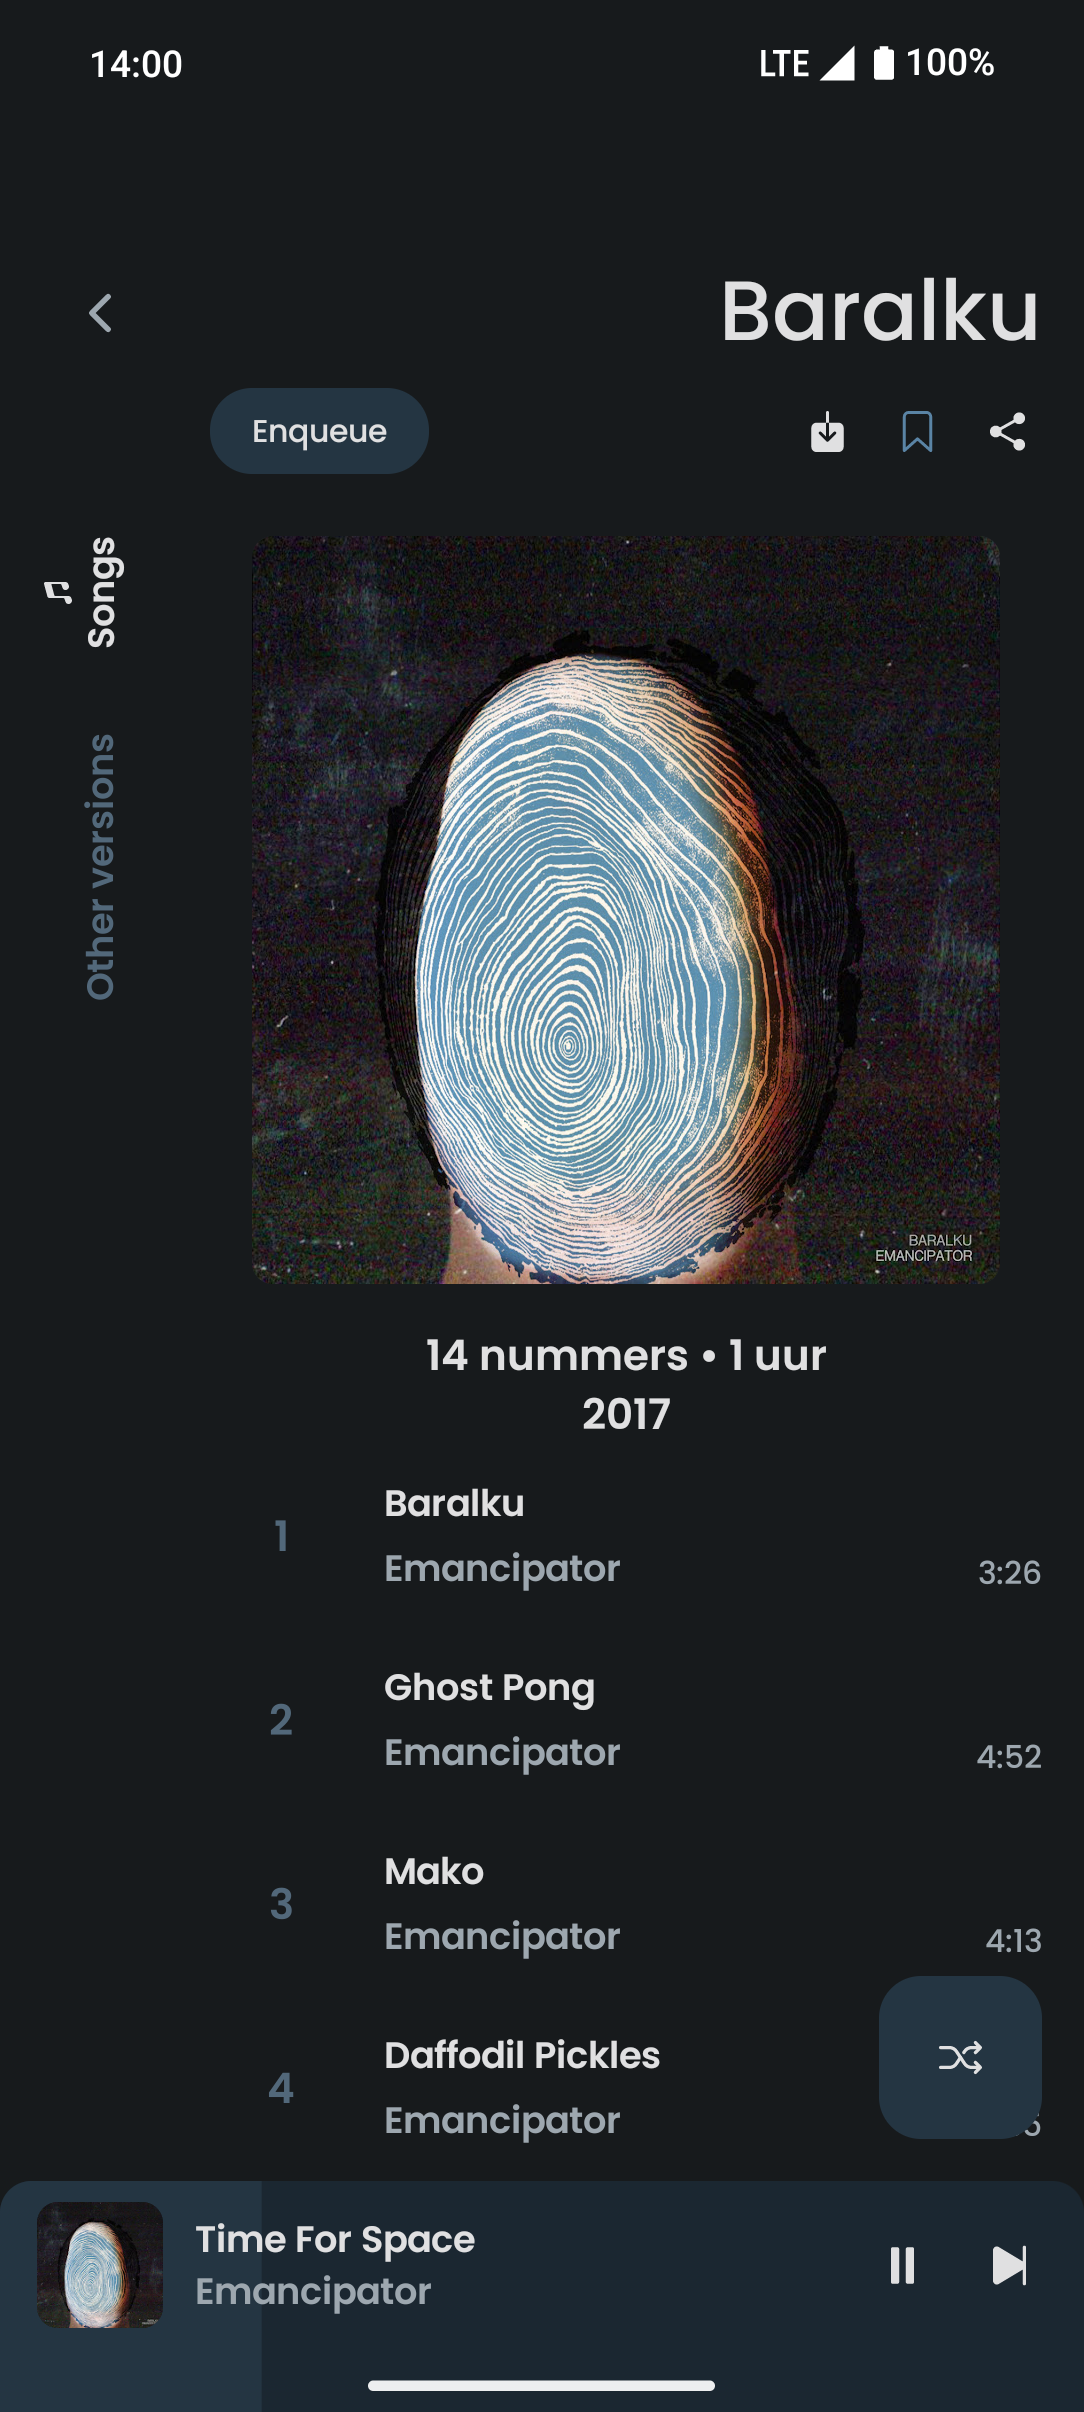 14:00
LTE 100%
Baralku
Enqueue
Songs
Other versions
BARALKU
EMANCIPATOR
14 nummers • 1 uur
2017
1
Baralku
Emancipator
3:26
2
Ghost Pong
Emancipator
4:52
3
Mako
Emancipator
4:13
4
Daffodil Pickles
Emancipator
Time For Space
Emancipator